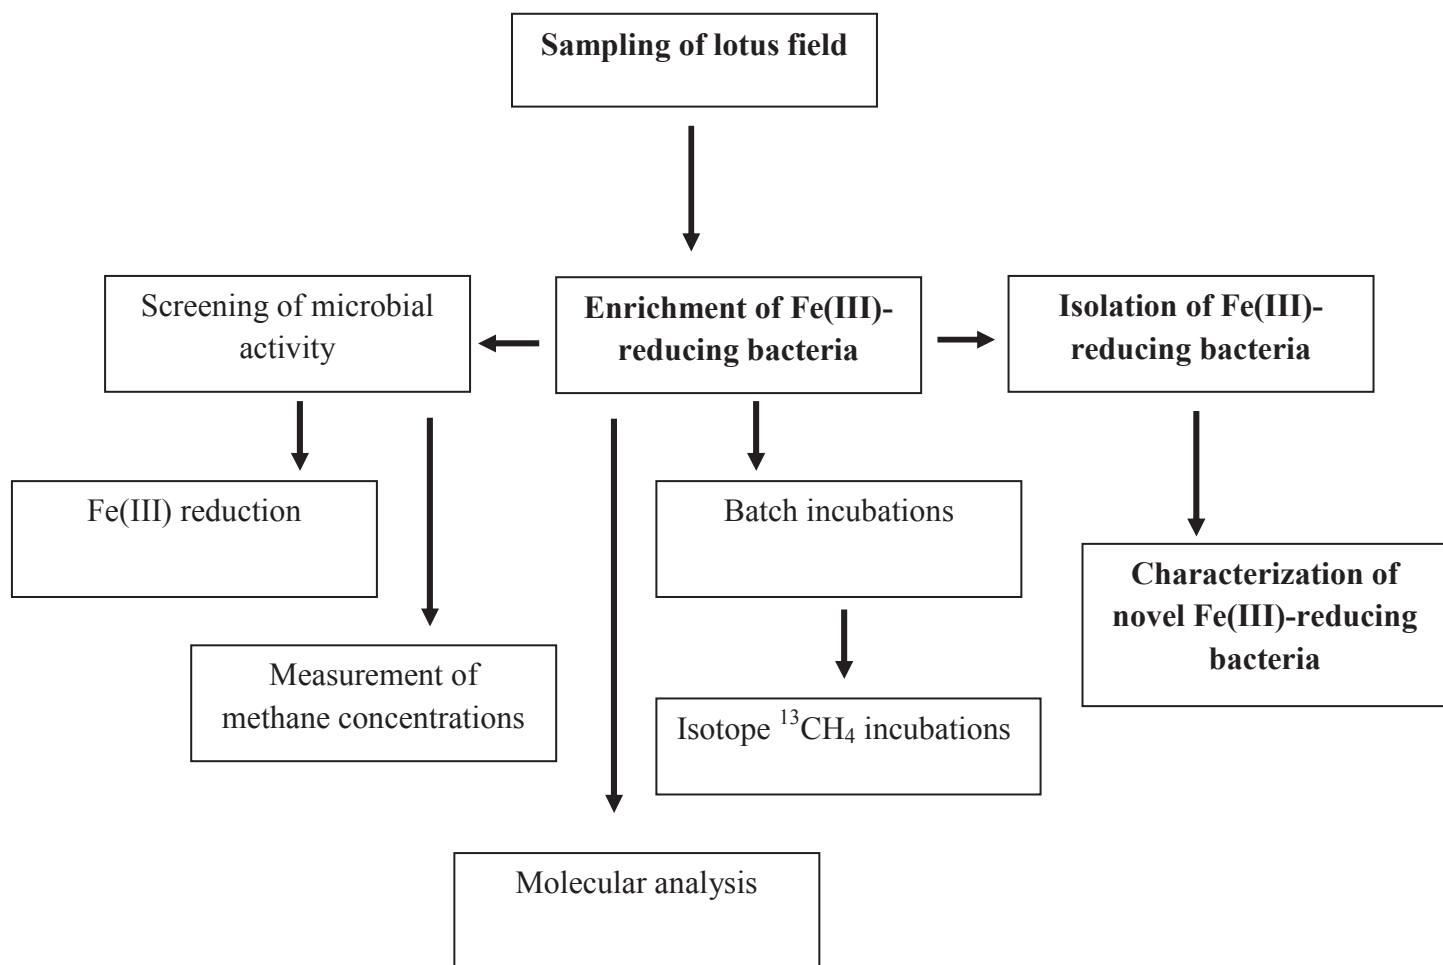 Sampling of lotus field
Screening of microbial
activity
Enrichment of Fe(III)-
reducing bacteria
Isolation of Fe(III)-
reducing bacteria
Fe(III) reduction
Batch incubations
Characterization of
novel Fe(III)-reducing
bacteria
Measurement of
methane concentrations
Isotope ¹³CH₄ incubations
Molecular analysis